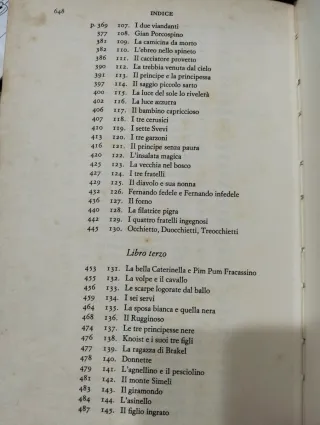 648 INDICE
p. 369 107. I due viandanti
377 108. Gian Porcospino
381 109. La camicina da morto
382 110. L'ebreo nello spineto
386 111. Il cacciatore provetto
390 112. La trebbia venuta dal cielo
391 113. Il principe e la principessa
397 114. Il saggio piccolo sarto
400 115. La luce del sole lo rivelerà
402 116. La luce azzurra
406 117. Il bambino capriccioso
407 118. I tre cerusici
409 119. I sette Svevi
412 120. I tre garzoni
416 121. Il principe senza paura
420 122. L'insalata magica
425 123. La vecchia nel bosco
427 124. I tre fratelli
429 125. Il diavolo e sua nonna
432 126. Fernando fedele e Fernando infedele
436 127. Il forno
440 128. La filatrice pigra
442 129. I quattro fratelli ingegnosi
445 130. Occhietto, Duocchietti, Treocchietti
Libro terzo
453 131. La bella Caterinella e Pim Pum Fracassino
455 132. La volpe e il cavallo
456 133. Le scarpe logorate dal ballo
459 134. I sei servi
464 135. La sposa bianca e quella nera
468 136. Il Rugginoso
474 137. Le tre principesse nere
476 138. Knoist e i suoi tre figli
477 139. La ragazza di Brakel
478 140. Donnette
479 141. L'agnellino e il pesciolino
481 142. Il monte Simeli
483 143. Il giramondo
484 144. L'asinello
487 145. Il figlio ingrato